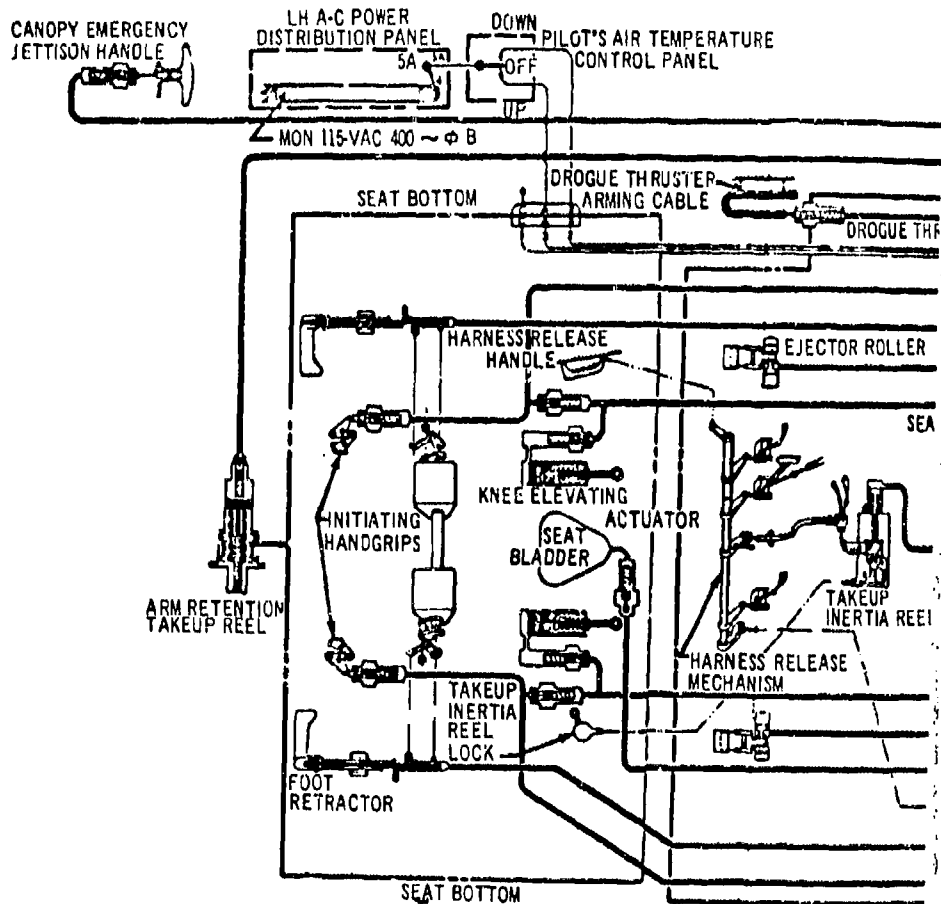 CANOPY EMERGENCY
JETTISON HANDLE
LH A-C POWER
DISTRIBUTION PANEL
5A
DOWN
OFF
UP
PILOT'S AIR TEMPERATURE
CONTROL PANEL
MON 115-VAC 400 ~ ϕ B
DROGUE THRUSTER
ARMING CABLE
SEAT BOTTOM
DROGUE THR
HARNESS RELEASE
HANDLE
EJECTOR ROLLER
SEA
KNEE ELEVATING
ACTUATOR
INITIATING
HANDGRIPS
SEAT
BLADDER
ARM RETENTION
TAKEUP REEL
TAKEUP
INERTIA REEL
HARNESS RELEASE
MECHANISM
TAKEUP
INERTIA
REEL
LOCK
FOOT
RETRACTOR
SEAT BOTTOM